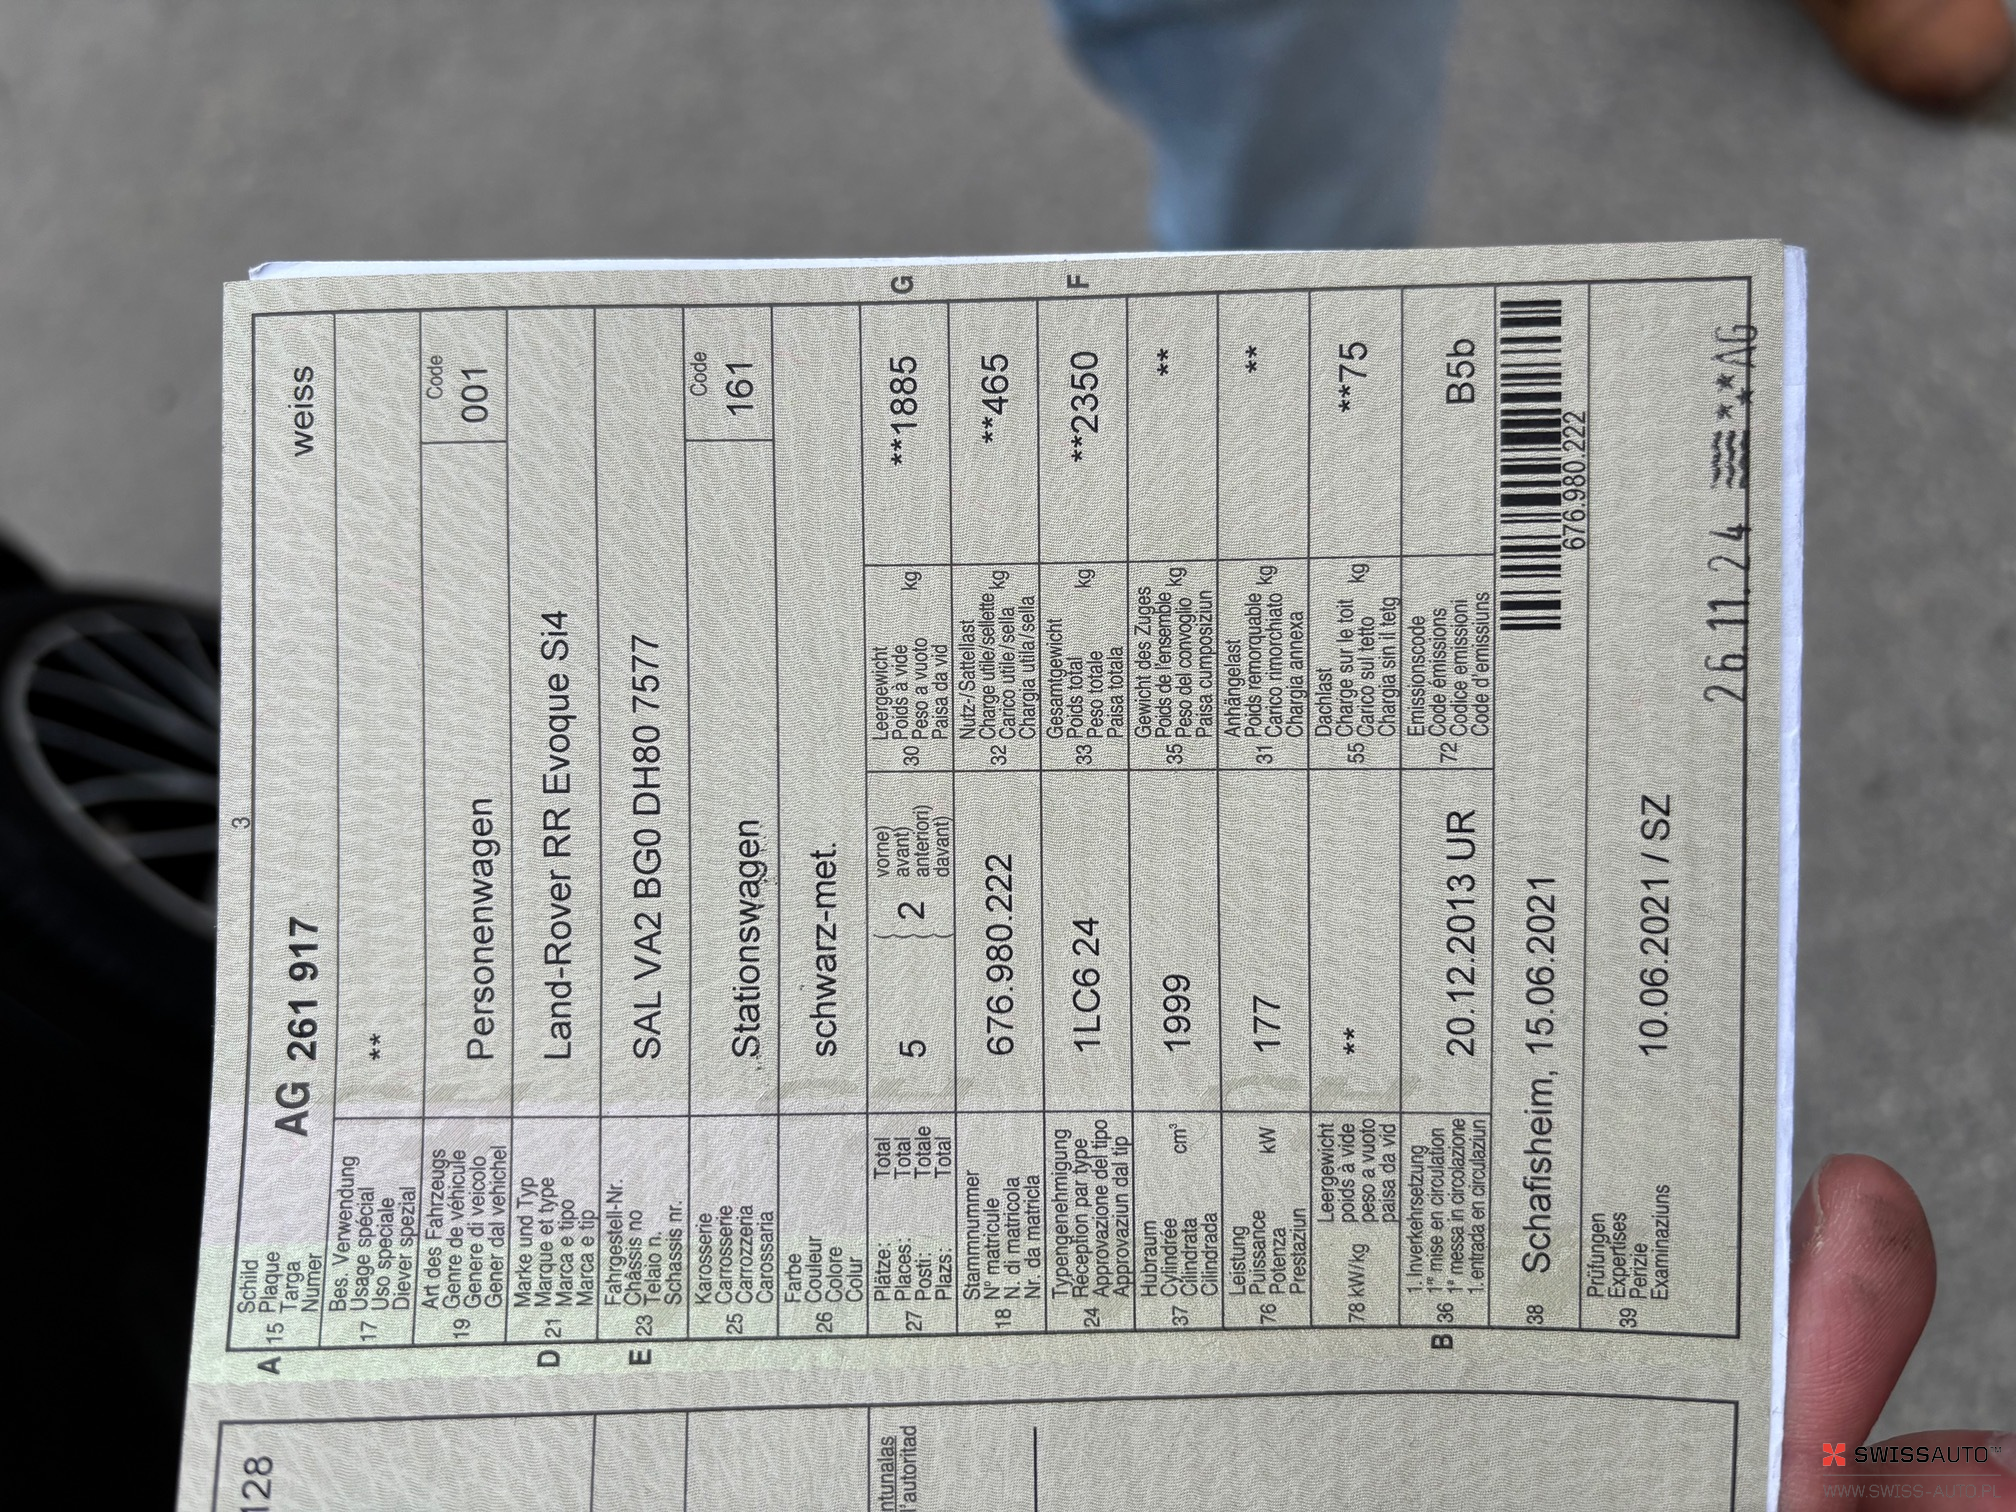 3
A 15 Schild
Plaque
Targa
Numer
AG 261 917 weiss
17 Bes. Verwendung
Usage spécial
Uso speciale
Diever spezial
**
19 Art des Fahrzeugs
Genre de véhicule
Genere di veicolo
Gener dal vehichel
Personenwagen
Code
001
D 21 Marke und Typ
Marque et type
Marca e tipo
Marca e tip
Land-Rover RR Evoque Si4
E 23 Fahrgestell-Nr.
Châssis no
Telaio n.
Schassis nr.
SAL VA2 BG0 DH80 7577
25 Karosserie
Carrosserie
Carrozzeria
Carossaria
Stationswagen
Code
161
26 Farbe
Couleur
Colore
Colur
schwarz-met.
27 Plätze: Total
Places: Total
Posti: Totale
Plazs: Total
5
2
vorne)
avant)
anteriori)
davant)
30 Leergewicht
Poids à vide
Peso a vuoto kg
Paisa da vid
**1885 G
18 Stammnummer
N° matricule
N. di matricola
Nr. da matricla
676.980.222
32 Nutz-/Sattellast
Charge utile/sellette
Carico utile/sella kg
Chargia utila/sella
**465
24 Typengenehmigung
Réception par type
Approvazione del tipo
Approvaziun dal tip
1LC6 24
33 Gesamtgewicht
Poids total kg
Peso totale
Paisa totala
**2350 F
37 Hubraum
Cylindrée cm³
Cilindrata
Cilindrada
1999
35 Gewicht des Zuges
Poids de l'ensemble
Peso del convoglio kg
Paisa cumposiziun
**
76 Leistung
Puissance kW
Potenza
Prestaziun
177
31 Anhängelast
Poids remorquable
Carico rimorchiato kg
Chargia annexa
**
78 kW/kg Leergewicht
poids à vide
peso a vuoto
paisa da vid
**
55 Dachlast
Charge sur le toit
Carico sul tetto kg
Chargia sin il tetg
**75
B 36 1. Inverkehrsetzung
1re mise en circulation
1a messa in circolazione
1. entrada en circulaziun
20.12.2013 UR
72 Emissionscode
Code émissions
Codice emissioni
Code d'emissiuns
B5b
38 Schafisheim, 15.06.2021
676.980.222
39 Prüfungen
Expertises
Perizie
Examinaziuns
10.06.2021 / SZ
26.11.24 **AG
128
ntunalas
l'autoritad
SWISSAUTO™
WWW.SWISS-AUTO.PL